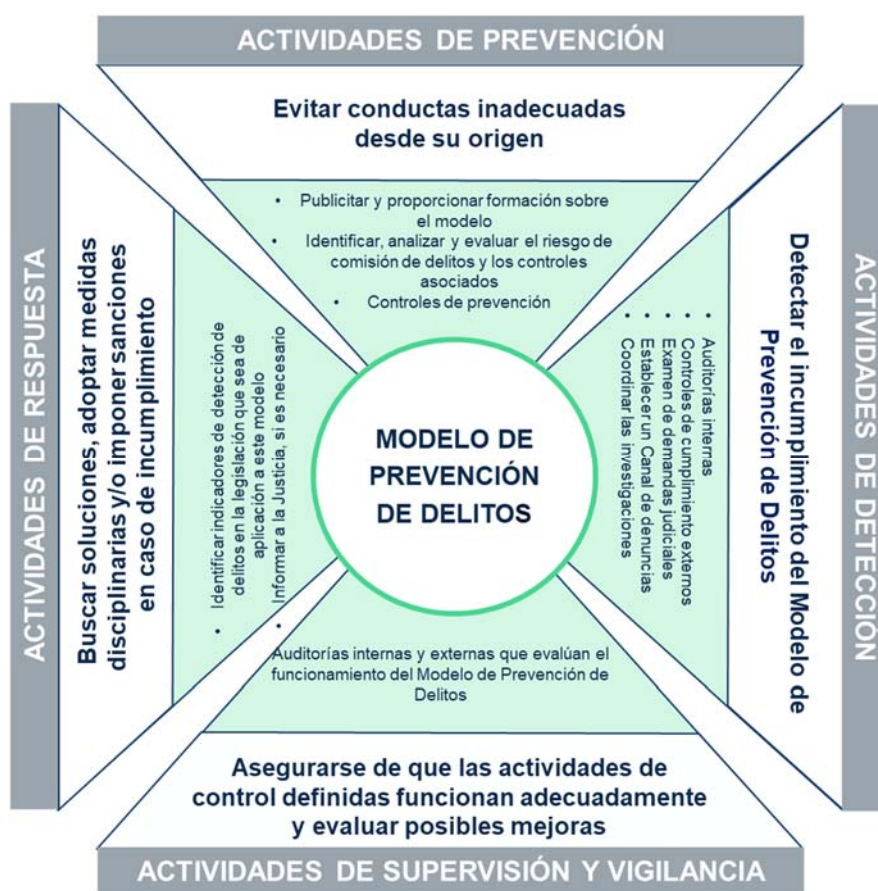 ACTIVIDADES DE PREVENCIÓN
Evitar conductas inadecuadas
desde su origen
• Publicitar y proporcionar formación sobre
el modelo
• Identificar, analizar y evaluar el riesgo de
comisión de delitos y los controles
asociados
• Controles de prevención
ACTIVIDADES DE RESPUESTA
Buscar soluciones, adoptar medidas
disciplinarias y/o imponer sanciones
en caso de incumplimiento
• Identificar indicadores de detección de
delitos en la legislación que sea de
aplicación a este modelo
• Informar a la Justicia, si es necesario
MODELO DE
PREVENCIÓN
DE DELITOS
• Auditorías internas
• Controles de cumplimiento externos
• Examen de demandas judiciales
• Establecer un Canal de denuncias
• Coordinar las investigaciones
Detectar el incumplimiento del Modelo de
Prevención de Delitos
ACTIVIDADES DE DETECCIÓN
Auditorías internas y externas que evalúan el
funcionamiento del Modelo de Prevención de
Delitos
Asegurarse de que las actividades de
control definidas funcionan adecuadamente
y evaluar posibles mejoras
ACTIVIDADES DE SUPERVISIÓN Y VIGILANCIA